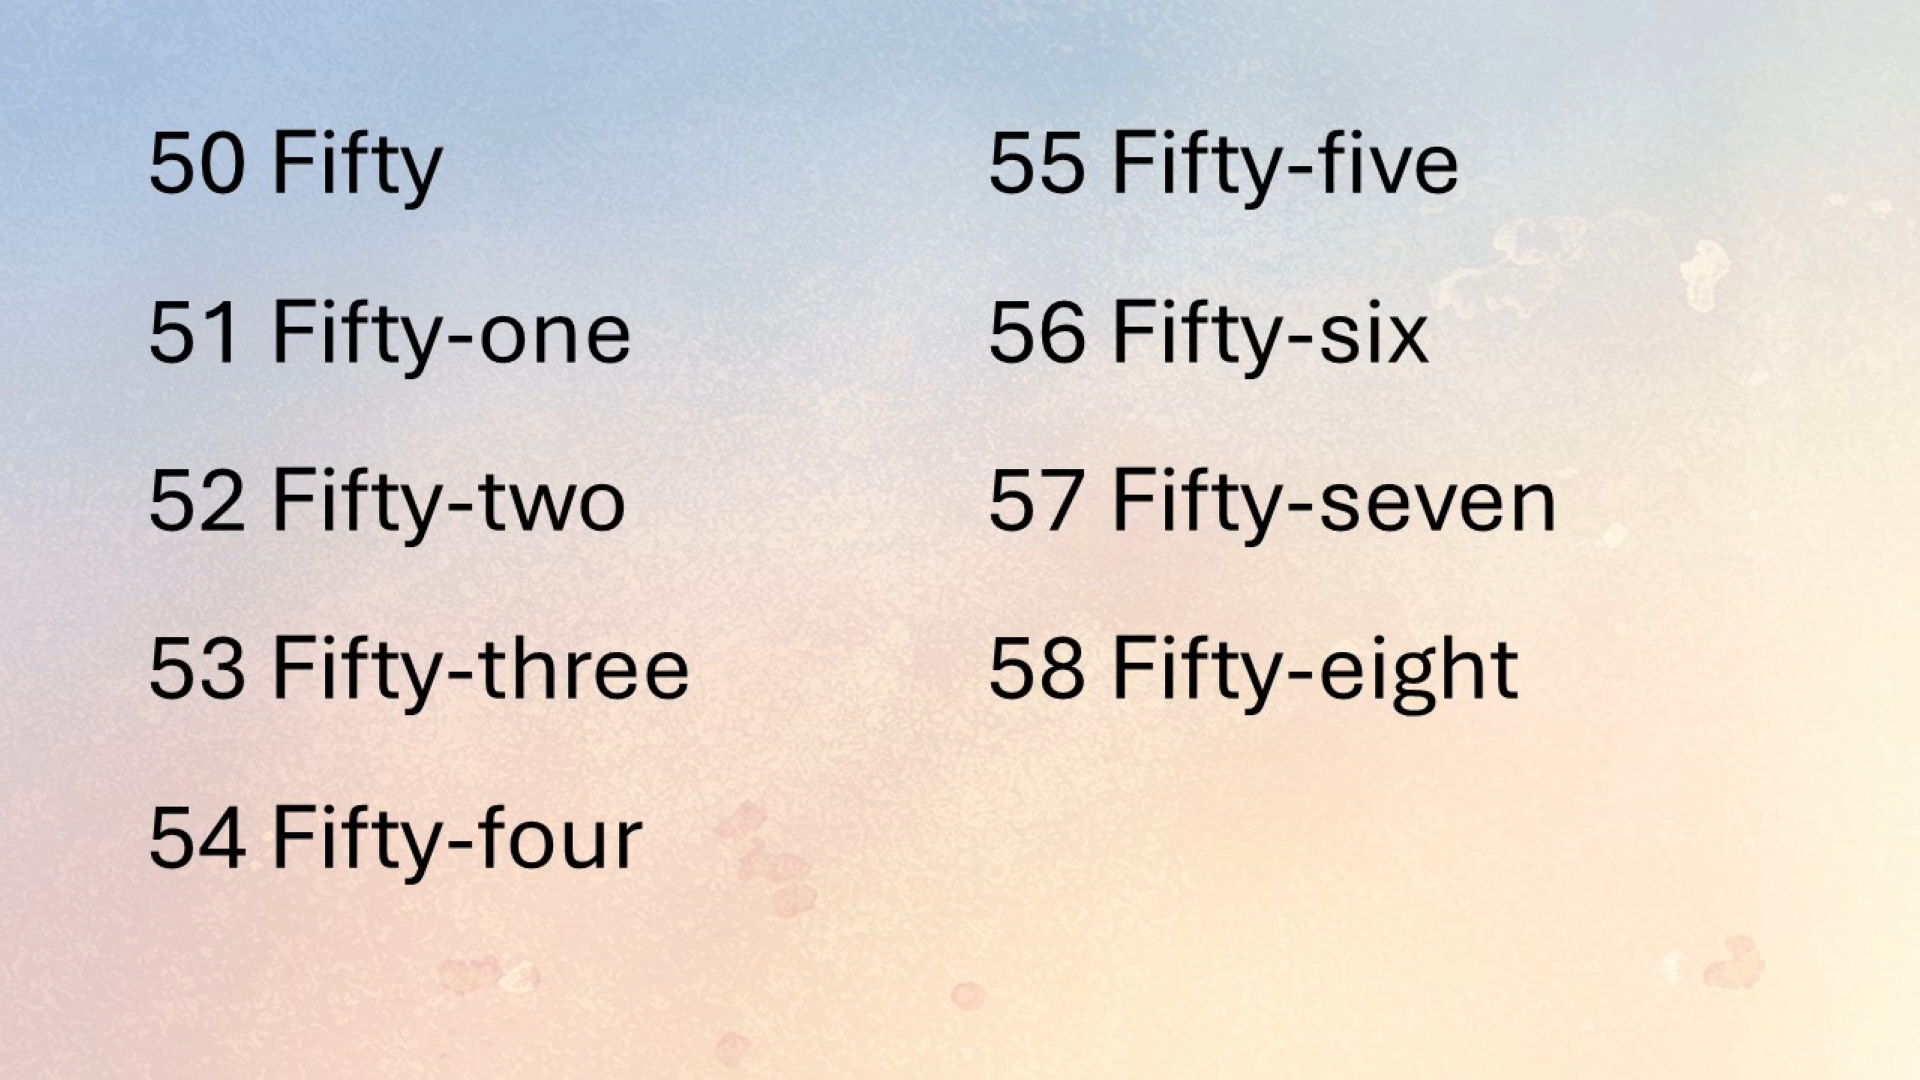 50 Fifty
51 Fifty-one
52 Fifty-two
53 Fifty-three
54 Fifty-four
55 Fifty-five
56 Fifty-six
57 Fifty-seven
58 Fifty-eight